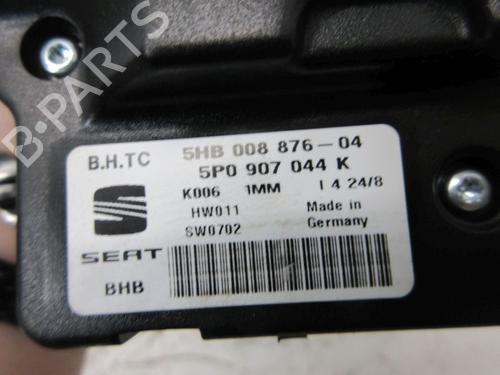 B-PARTS
B.H.TC 5HB 008 876-04
5P0 907 044 K
K006 1MM I 4 24/8
HW011 Made in
SW0702 Germany
SEAT
BHB